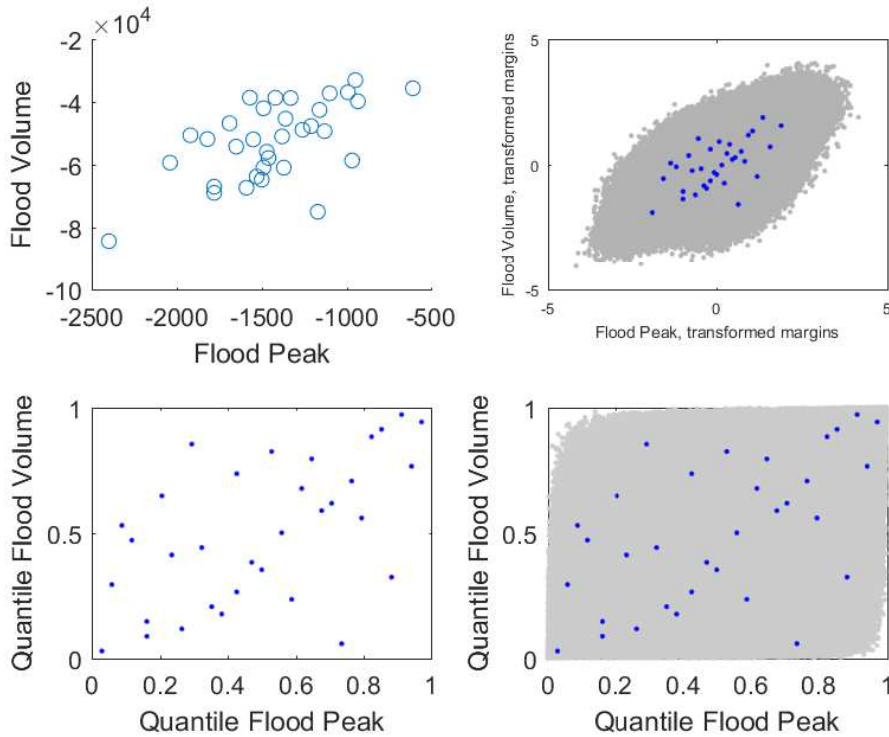 ×10⁴
-2
-4
-6
-8
-10
Flood Volume
-2500 -2000 -1500 -1000 -500
Flood Peak
5
0
-5
Flood Volume, transformed margins
-5 0 5
Flood Peak, transformed margins
1
0.5
0
Quantile Flood Volume
0 0.2 0.4 0.6 0.8 1
Quantile Flood Peak
1
0.5
0
Quantile Flood Volume
0 0.2 0.4 0.6 0.8 1
Quantile Flood Peak